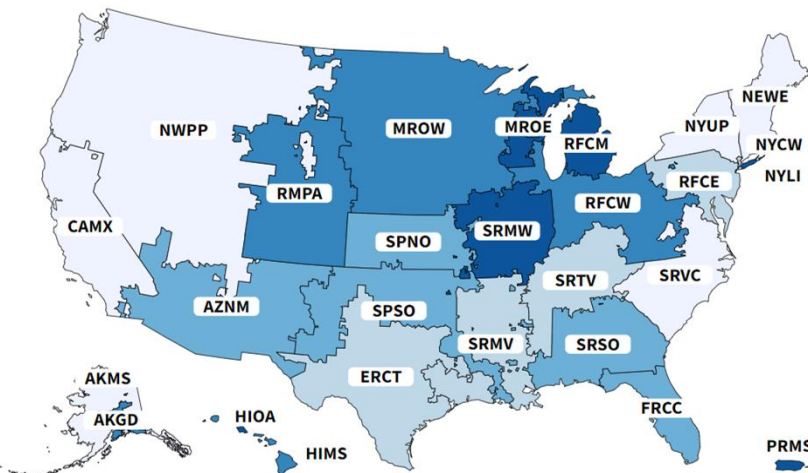 NEWE
NWPP
MROW
MROE
NYUP
RFCM
NYCW
NYLI
RFCE
RMPA
RFCW
CAMX
SRMW
SPNO
SRTV
SRVC
AZNM
SPSO
SRMV
SRSO
ERCT
AKMS
FRCC
AKGD
HIOA
HIMS
PRMS